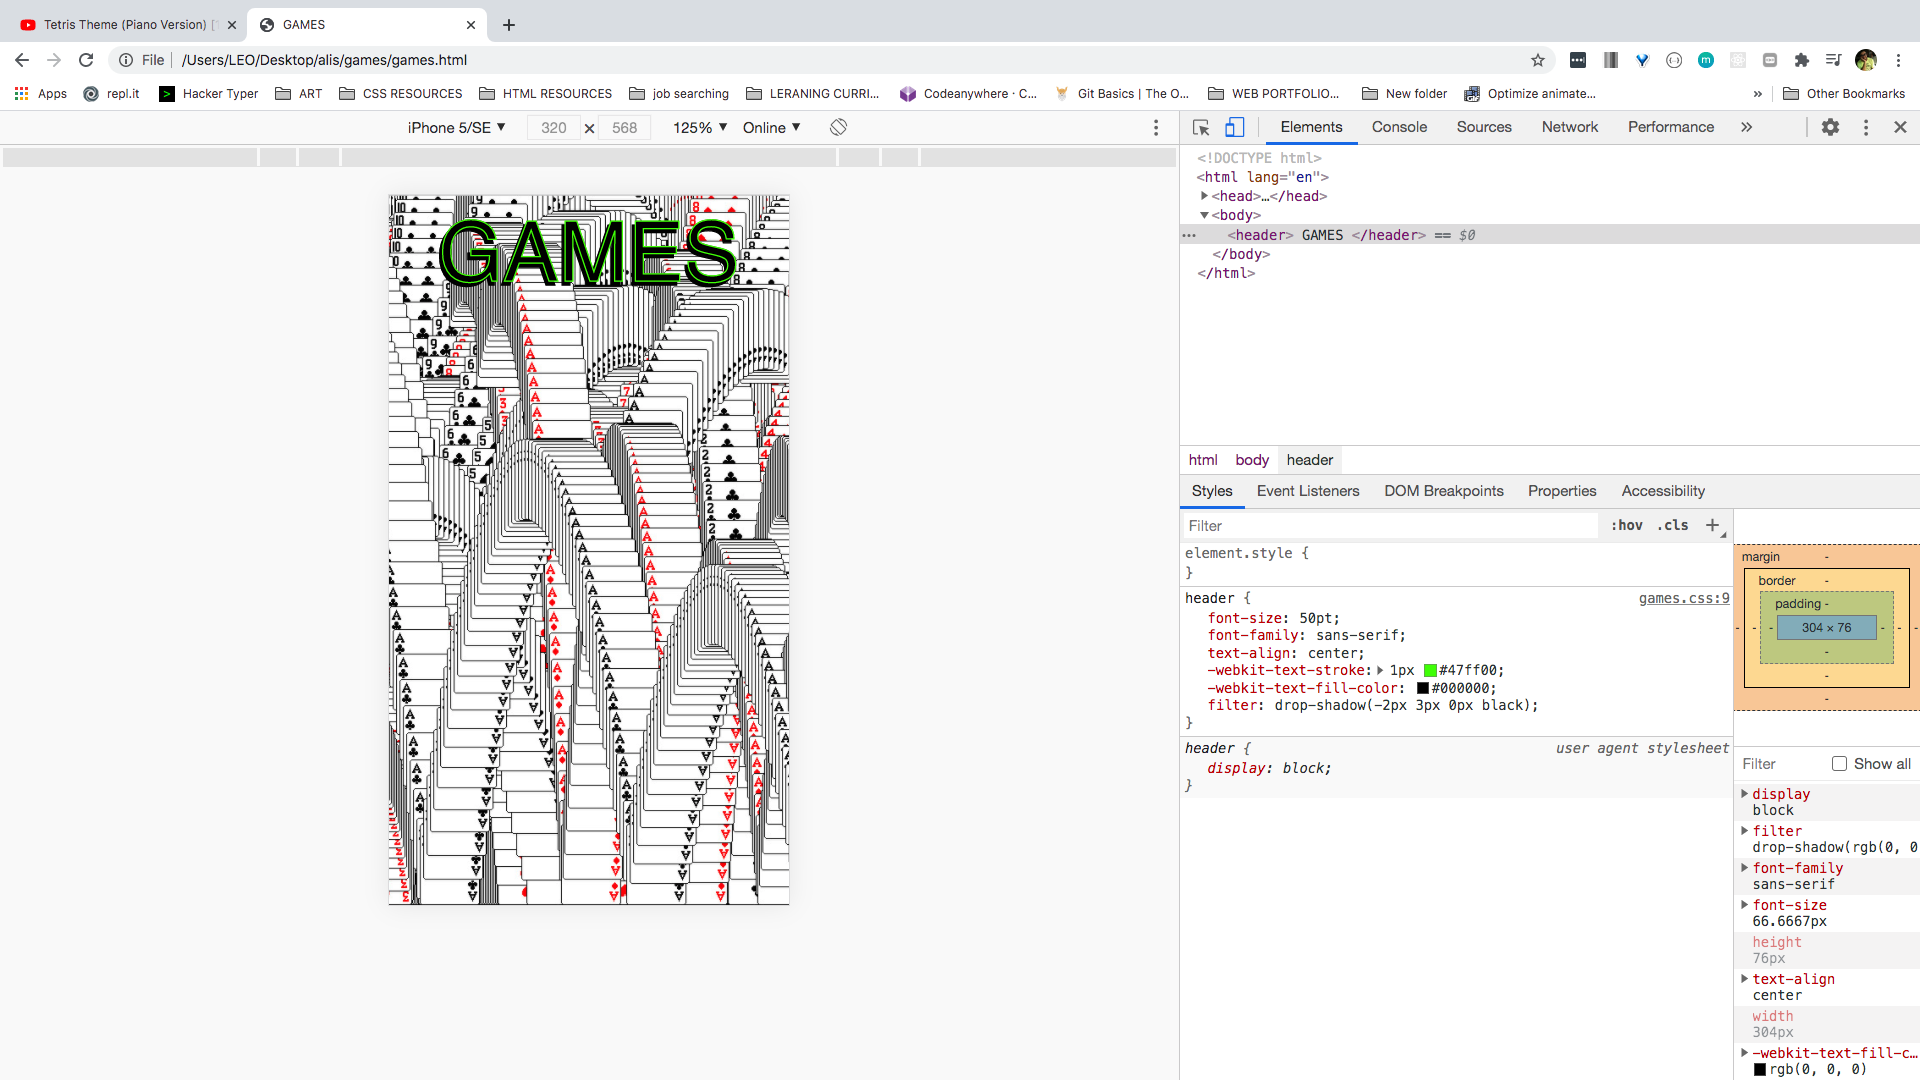 Tetris Theme (Piano Version)
GAMES
File
/Users/LEO/Desktop/alis/games/games.html
Apps
repl.it
Hacker Typer
ART
CSS RESOURCES
HTML RESOURCES
job searching
LERANING CURRI...
Codeanywhere · C...
Git Basics | The O...
WEB PORTFOLIO...
New folder
Optimize animate...
»
Other Bookmarks
iPhone 5/SE
320 × 568
125%
Online
GAMES
Elements
Console
Sources
Network
Performance
»
<!DOCTYPE html>
<html lang="en">
<head>…</head>
<body>
<header> GAMES </header> == $0
</body>
</html>
html body header
Styles
Event Listeners
DOM Breakpoints
Properties
Accessibility
Filter
:hov .cls +
element.style {
}
header {
games.css:9
font-size: 50pt;
font-family: sans-serif;
text-align: center;
-webkit-text-stroke: 1px #47ff00;
-webkit-text-fill-color: #000000;
filter: drop-shadow(-2px 3px 0px black);
}
header {
user agent stylesheet
display: block;
}
margin -
border -
padding -
304 × 76
Filter
Show all
display
block
filter
drop-shadow(rgb(0, 0
font-family
sans-serif
font-size
66.6667px
height
76px
text-align
center
width
304px
-webkit-text-fill-c…
rgb(0, 0, 0)